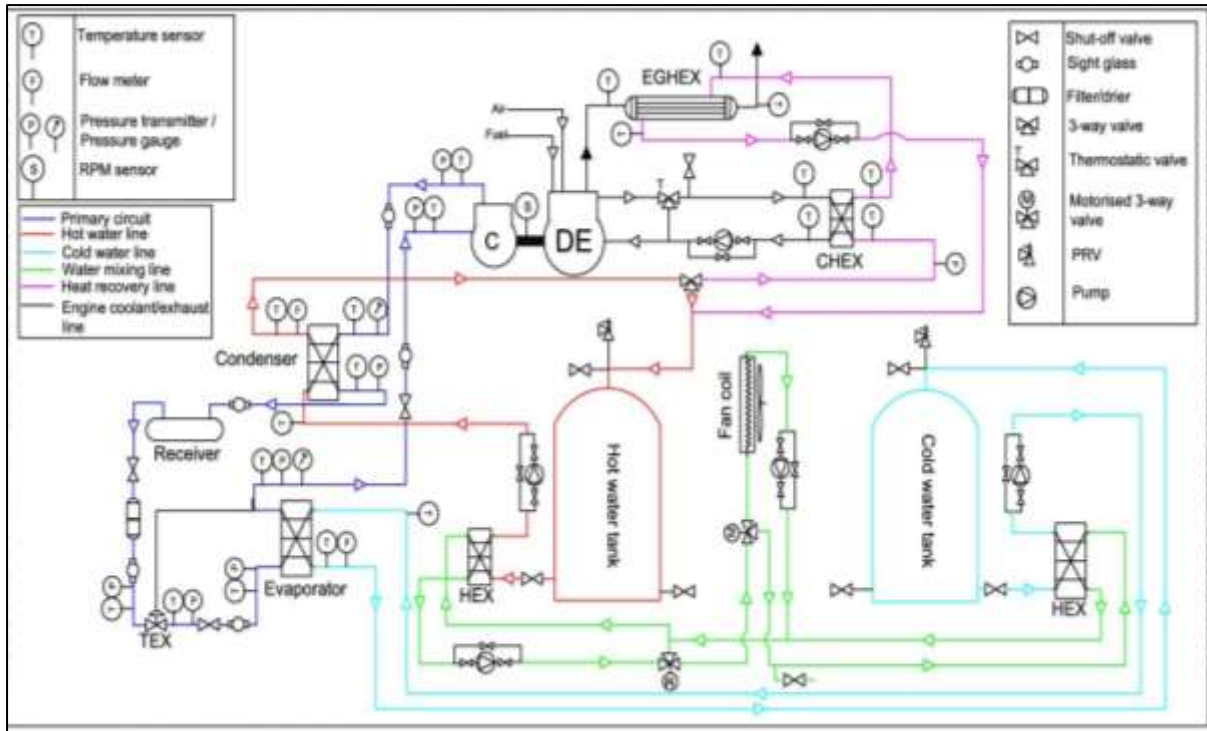 T
Temperature sensor
F
Flow meter
P
Pressure transmitter /
Pressure gauge
S
RPM sensor
Primary circuit
Hot water line
Cold water line
Water mixing line
Heat recovery line
Engine coolant/exhaust
line
Shut-off valve
Sight glass
Filter/drier
3-way valve
T
Thermostatic valve
M
Motorised 3-way
valve
PRV
Pump
EGHEX
T
T
T
Air
Fuel
P T
P T
S
C
DE
T
T
T
T
T
CHEX
T F
T
Condenser
T P
Receiver
T P
Evaporator
T F
TEX
T P
HEX
Hot water tank
Fan coil
M
M
Cold water tank
HEX